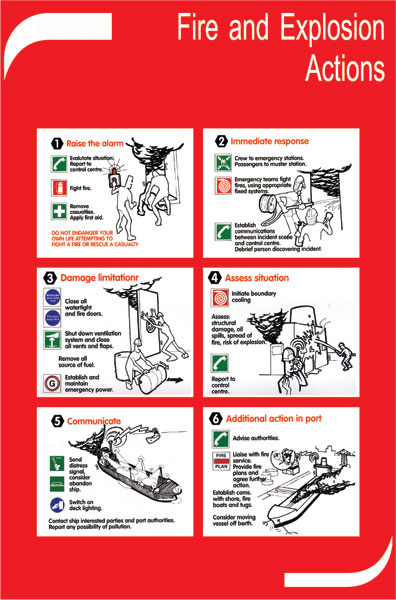 Fire and Explosion
Actions
1 Raise the alarm
Evalutate situation.
Report to
control centre.
Fight fire.
Remove
casualties.
Apply first aid.
DO NOT ENDANGER YOUR
OWN LIFE ATTEMPTING TO
FIGHT A FIRE OR RESCUE A CASUALTY
2 Immediate response
Crew to emergency stations.
Passengers to muster station.
Emergency teams fight
fires, using appropriate
fixed systems.
Establish
communications
between incident scene
and control centre.
Debrief person discovering incident.
3 Damage limitationr
Close all
watertight
and fire doors.
Shut down ventilation
system and close
all vents and flaps.
Remove all
source of fuel.
G
Establish and
maintain
emergency power.
4 Assess situation
Initiate boundary
cooling
Assess:
structural
damage, oil
spills, spread of
fire, risk of explosion.
Report to
control
centre.
5 Communicate
Send
distress
signal,
consider
abandon
ship.
Switch on
deck lighting.
Contact ship interested parties and port authorities.
Report any possibility of pollution.
6 Additional action in port
Advise authorities.
FIRE
PLAN
Liaise with fire
service.
Provide fire
plans and
agree further
action.
Establish coms.
with shore, fire
boats and tugs.
Consider moving
vessel off berth.